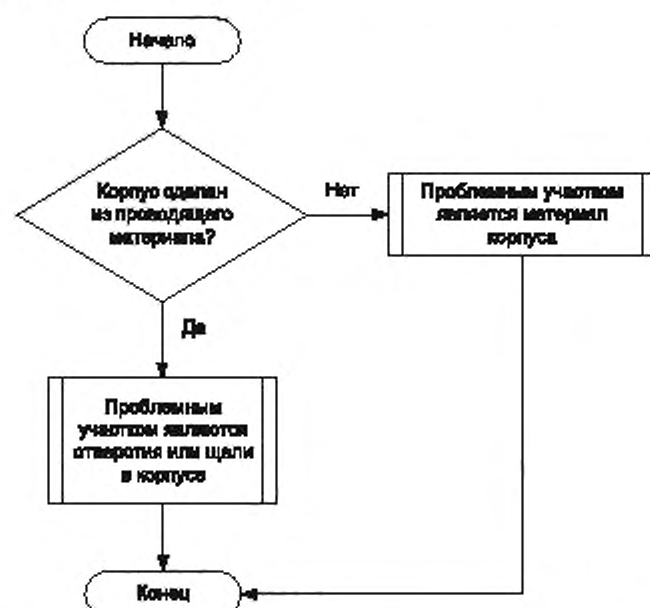 Начало
Корпус сделан
из проводящего
материала?
Нет
Проблемным участком
является материал
корпуса
Да
Проблемным
участком являются
отверстия или щели
в корпусе
Конец